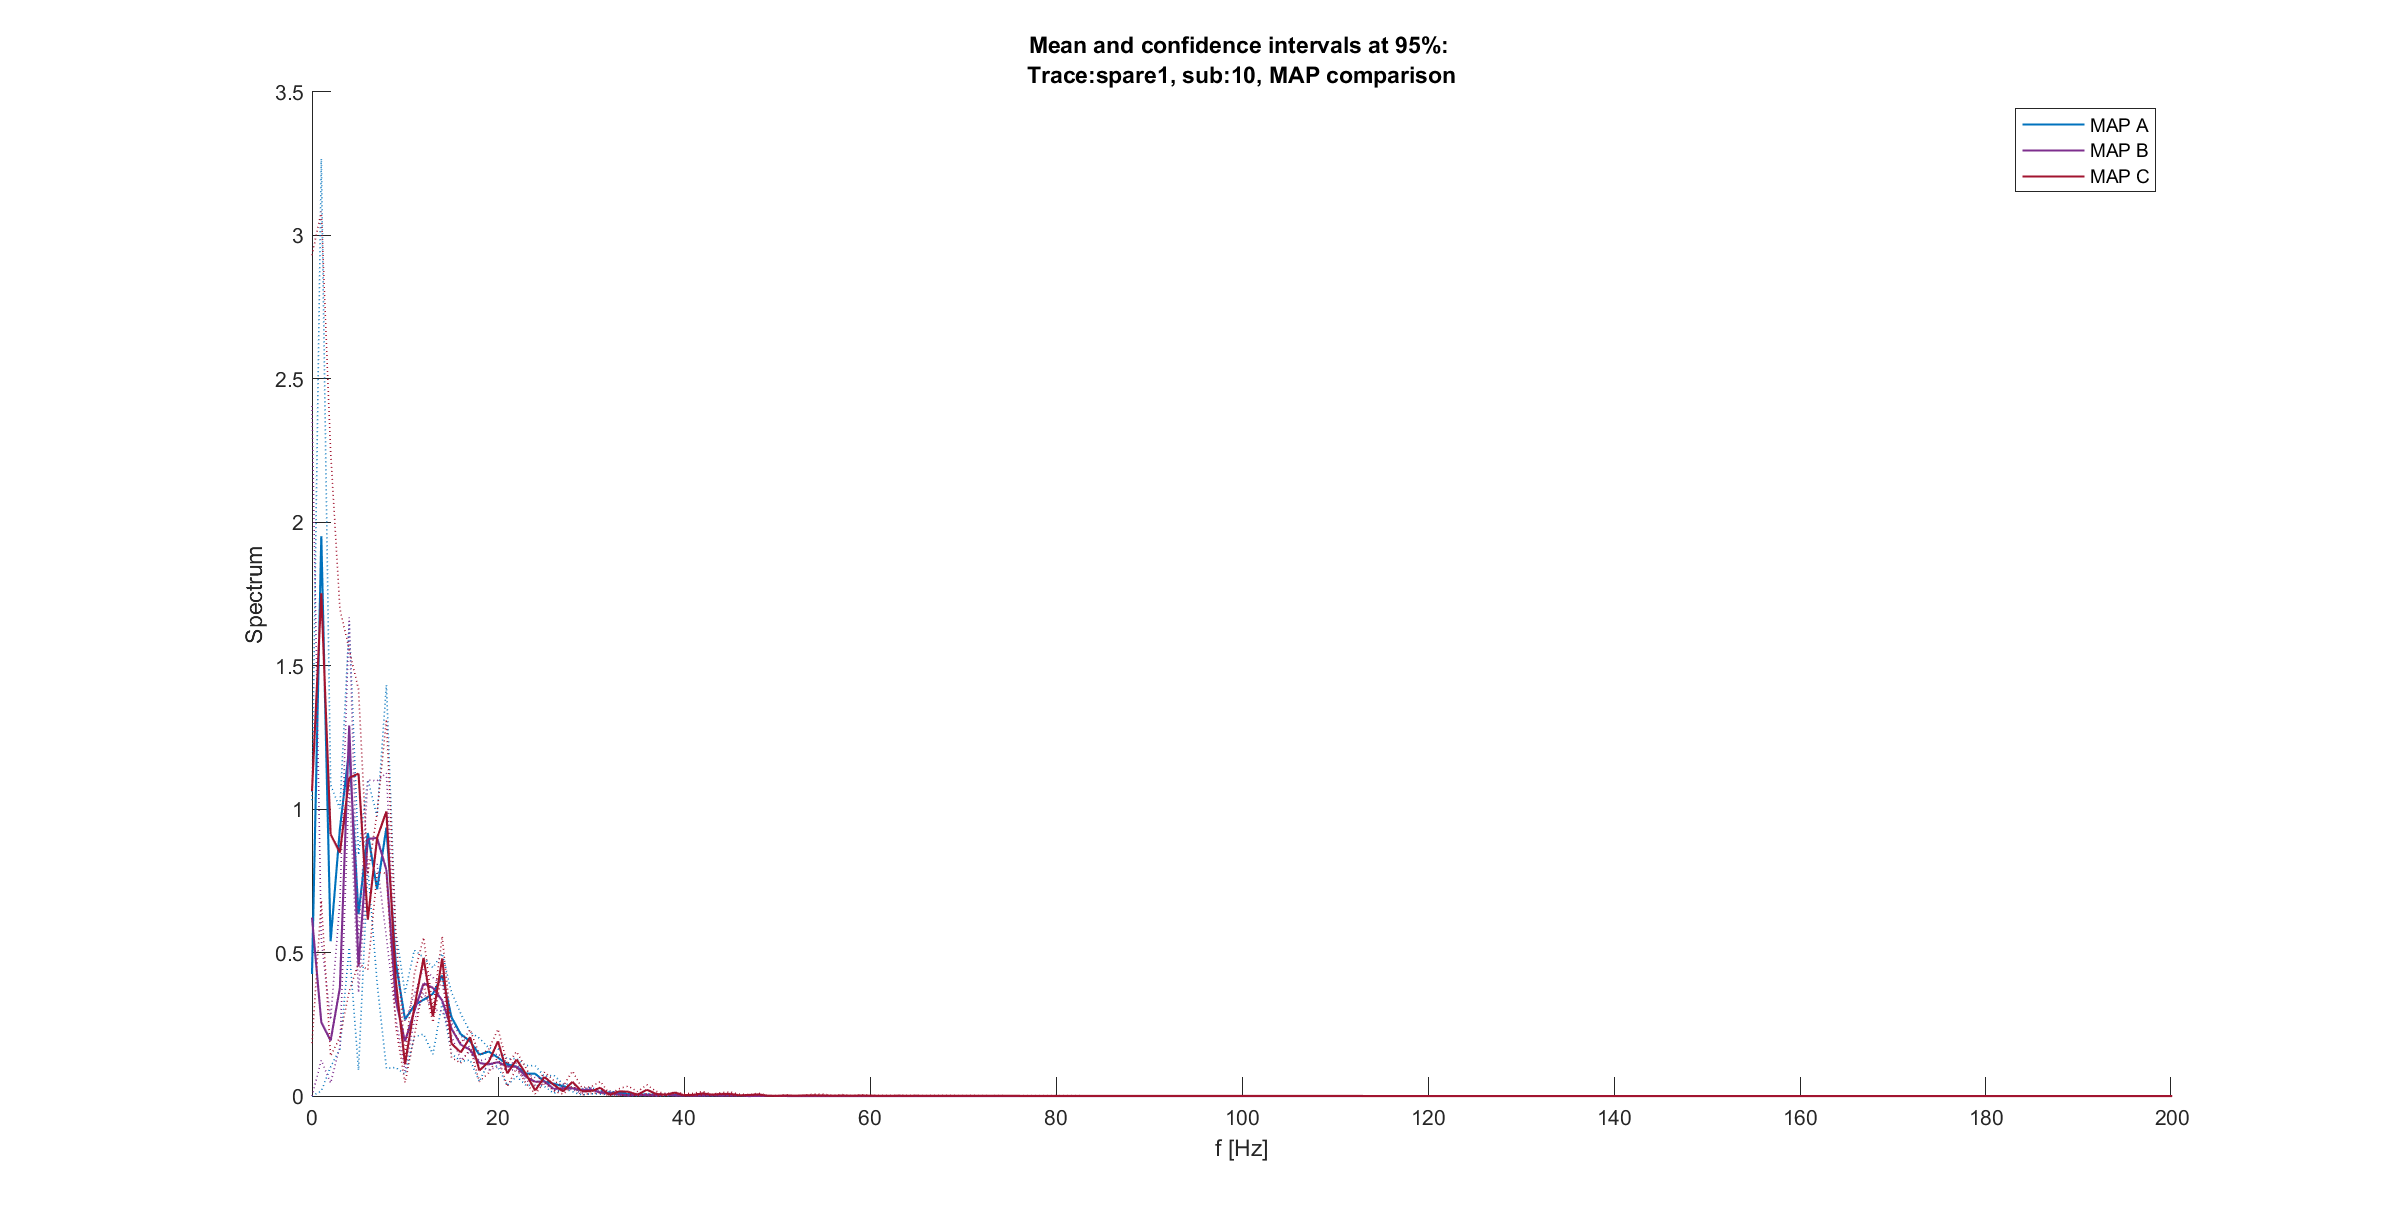 Mean and confidence intervals at 95%:
Trace:spare1, sub:10, MAP comparison
3.5
3
2.5
2
1.5
1
0.5
0
Spectrum
MAP A
MAP B
MAP C
0 20 40 60 80 100 120 140 160 180 200
f [Hz]